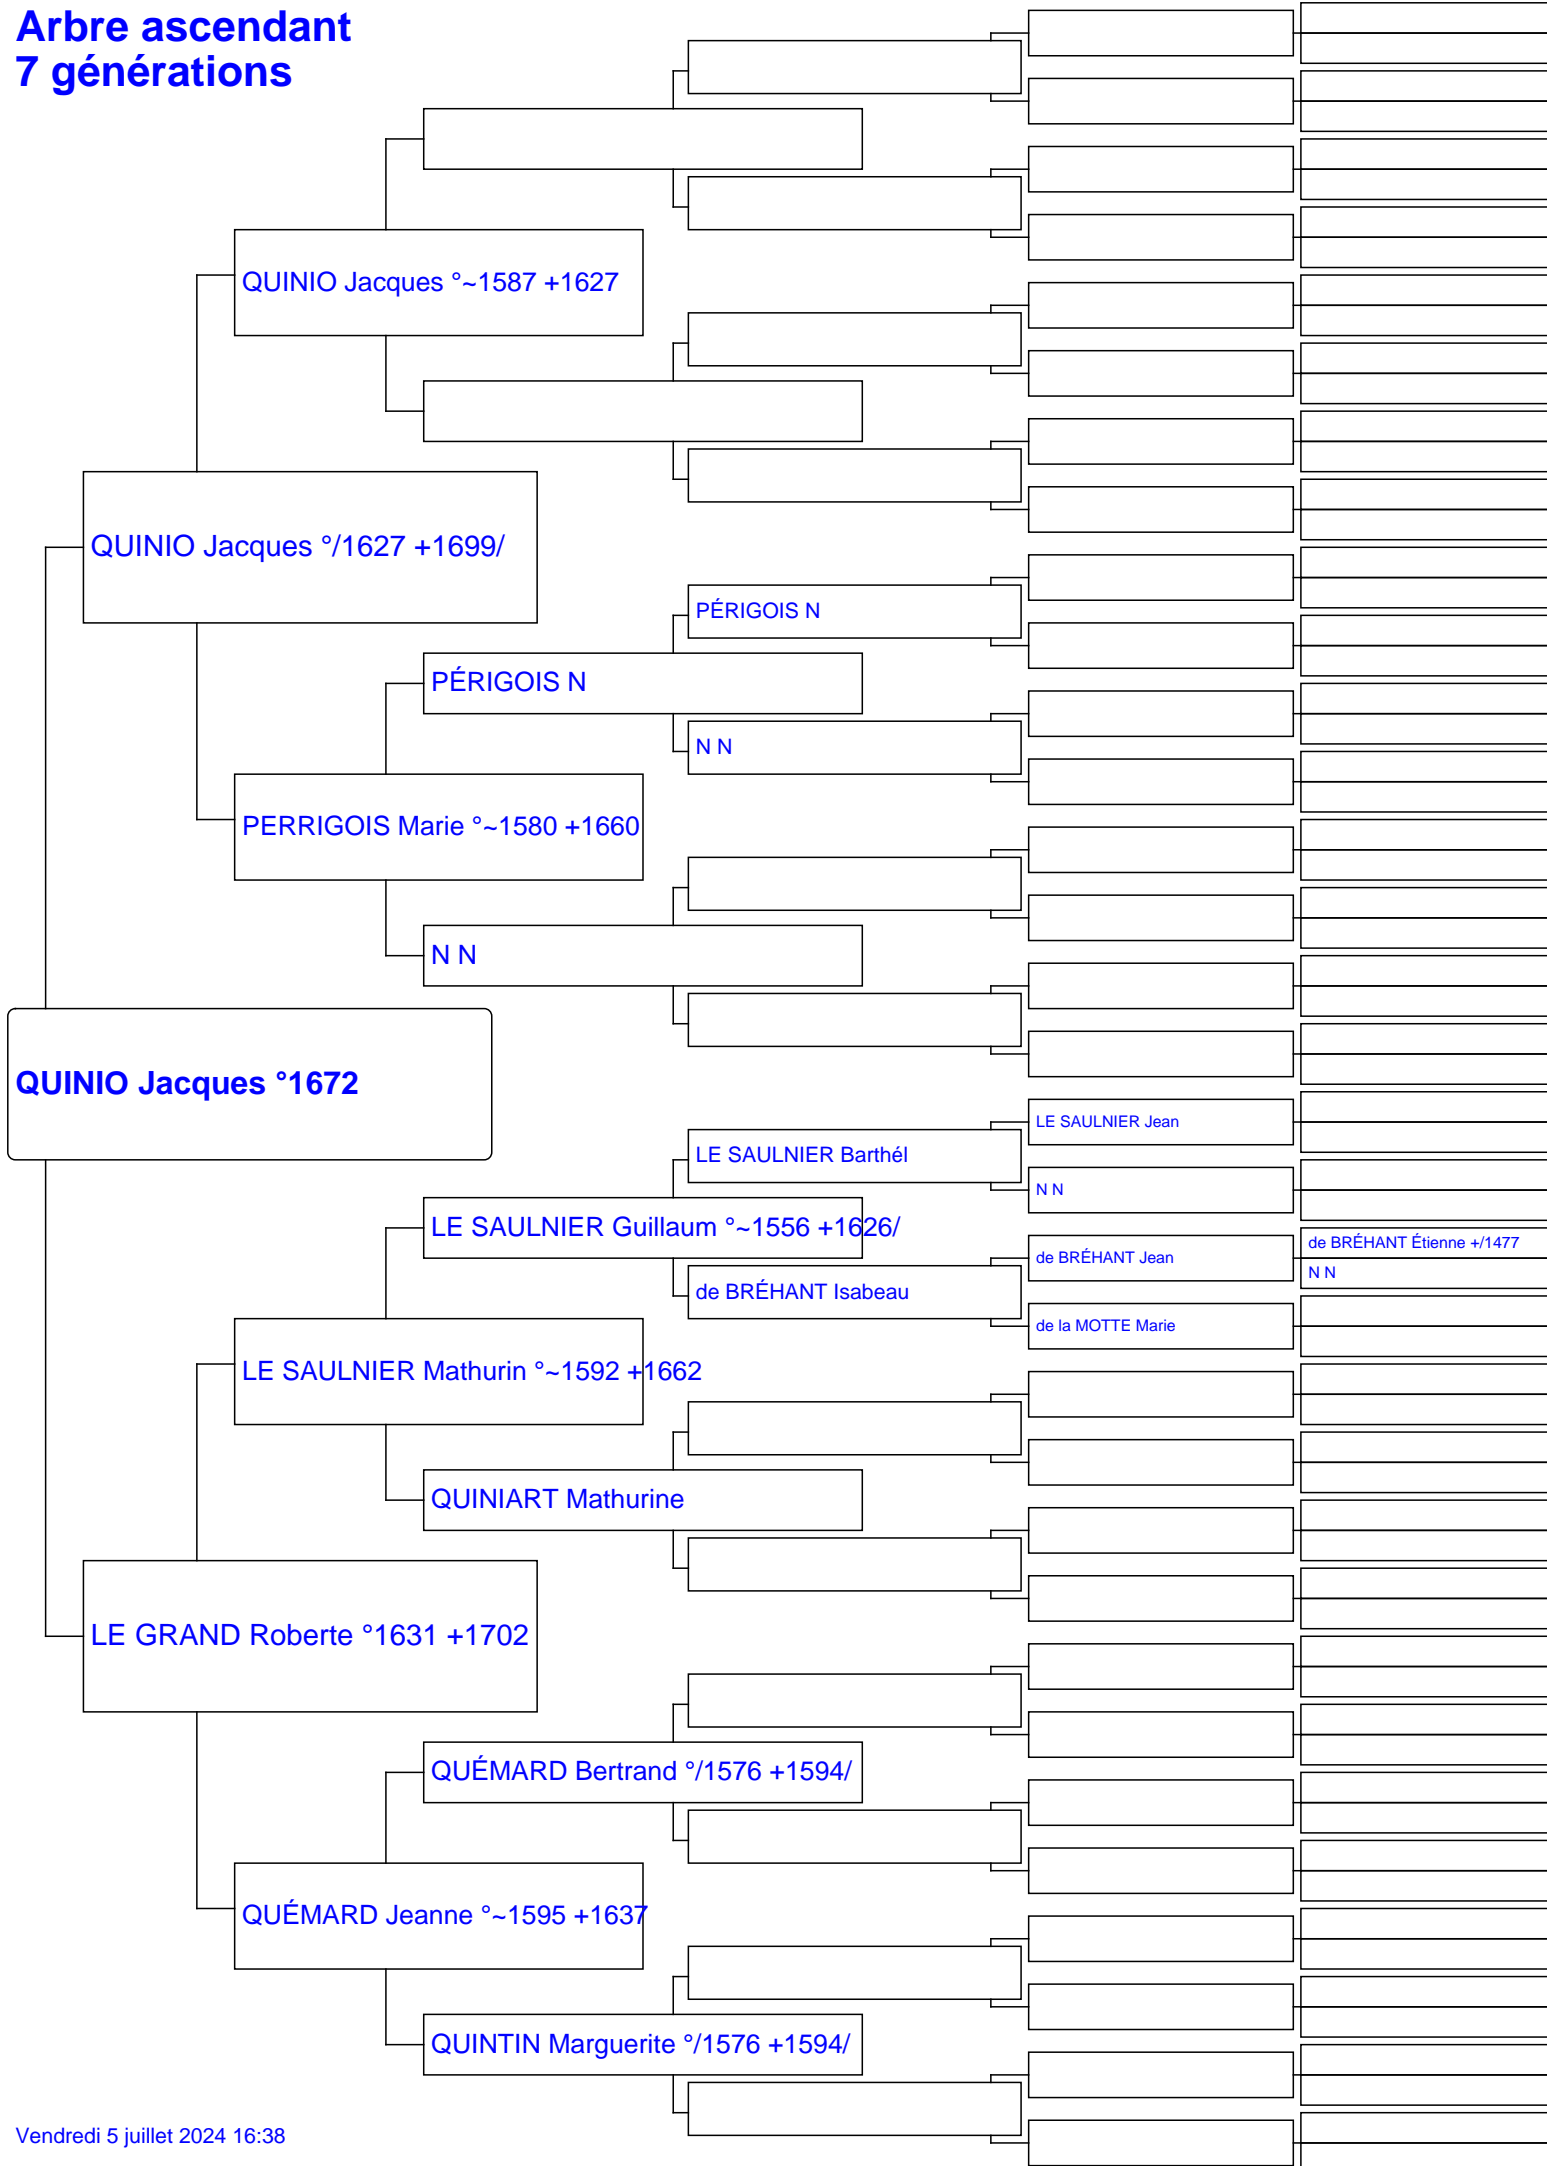 Arbre ascendant
7 générations
QUINIO Jacques °~1587 +1627
QUINIO Jacques °/1627 +1699/
PÉRIGOIS N
PÉRIGOIS N
N N
PERRIGOIS Marie °~1580 +1660
N N
QUINIO Jacques °1672
LE SAULNIER Jean
LE SAULNIER Barthél
N N
LE SAULNIER Guillaum °~1556 +1626/
de BRÉHANT Étienne +/1477
de BRÉHANT Jean
N N
de BRÉHANT Isabeau
de la MOTTE Marie
LE SAULNIER Mathurin °~1592 +1662
QUINIART Mathurine
LE GRAND Roberte °1631 +1702
QUÉMARD Bertrand °/1576 +1594/
QUÉMARD Jeanne °~1595 +1637
QUINTIN Marguerite °/1576 +1594/
Vendredi 5 juillet 2024 16:38